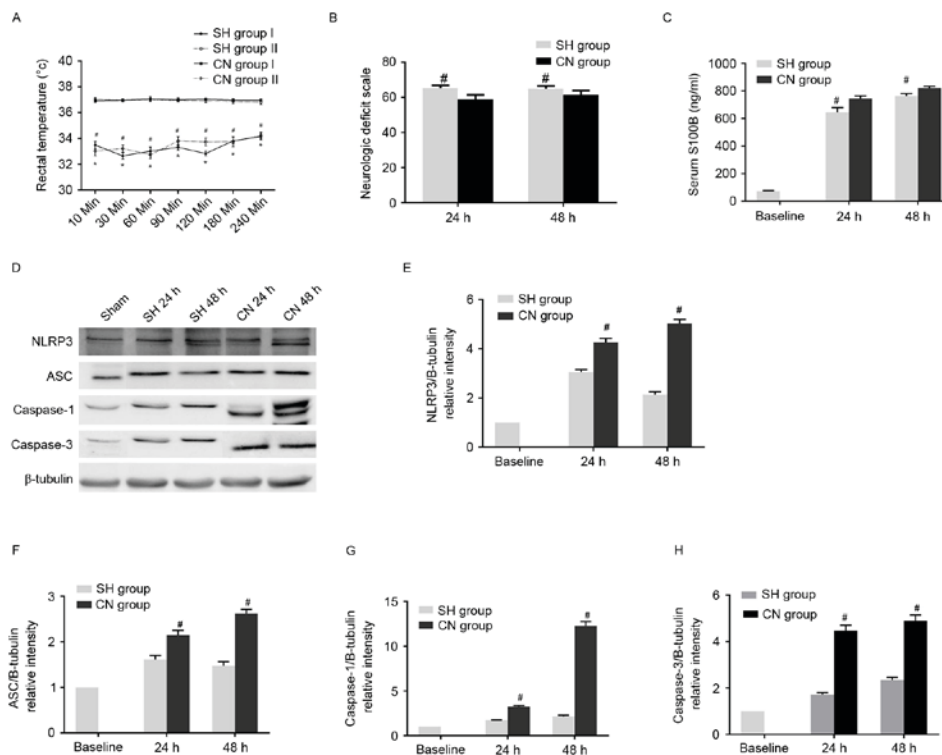 A
SH group I
SH group II
CN group I
CN group II
Rectal temperature (°c)
40
38
36
34
32
30
# # # # # # #
* * * * * * *
10 Min
30 Min
60 Min
90 Min
120 Min
180 Min
240 Min
B
SH group
CN group
Neurologic deficit scale
80
60
40
20
0
#
#
24 h
48 h
C
SH group
CN group
Serum S100B (ng/ml)
1000
800
600
400
200
0
#
#
Baseline
24 h
48 h
D
Sham
SH 24 h
SH 48 h
CN 24 h
CN 48 h
NLRP3
ASC
Caspase-1
Caspase-3
β-tubulin
E
SH group
CN group
NLRP3/B-tubulin
relative intensity
6
4
2
0
#
#
Baseline
24 h
48 h
F
SH group
CN group
ASC/B-tubulin
relative intensity
3
2
1
0
#
#
Baseline
24 h
48 h
G
SH group
CN group
Caspase-1/B-tubulin
relative intensity
15
10
5
0
#
#
Baseline
24 h
48 h
H
SH group
CN group
Caspase-3/B-tubulin
relative intensity
6
4
2
0
#
#
Baseline
24 h
48 h